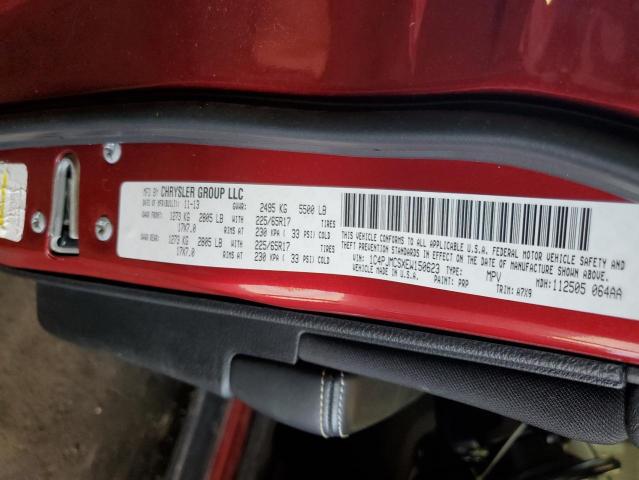 MFD BY CHRYSLER GROUP LLC
DATE OF MFR(BUILT): 11-13 GVWR: 2495 KG 5500 LB
GAWR FRONT: 1273 KG 2805 LB WITH 225/65R17 TIRES
17X7.0 RIMS AT 230 KPA ( 33 PSI) COLD
GAWR REAR: 1273 KG 2805 LB WITH 225/65R17 TIRES
17X7.0 RIMS AT 230 KPA ( 33 PSI) COLD
THIS VEHICLE CONFORMS TO ALL APPLICABLE U.S.A. FEDERAL MOTOR VEHICLE SAFETY AND
THEFT PREVENTION STANDARDS IN EFFECT ON THE DATE OF MANUFACTURE SHOWN ABOVE.
VIN: 1C4PJMCSXEW150623 TYPE: MPV MDH: 112505 064AA
MADE IN U.S.A. PAINT: PRP TRIM: A7X9